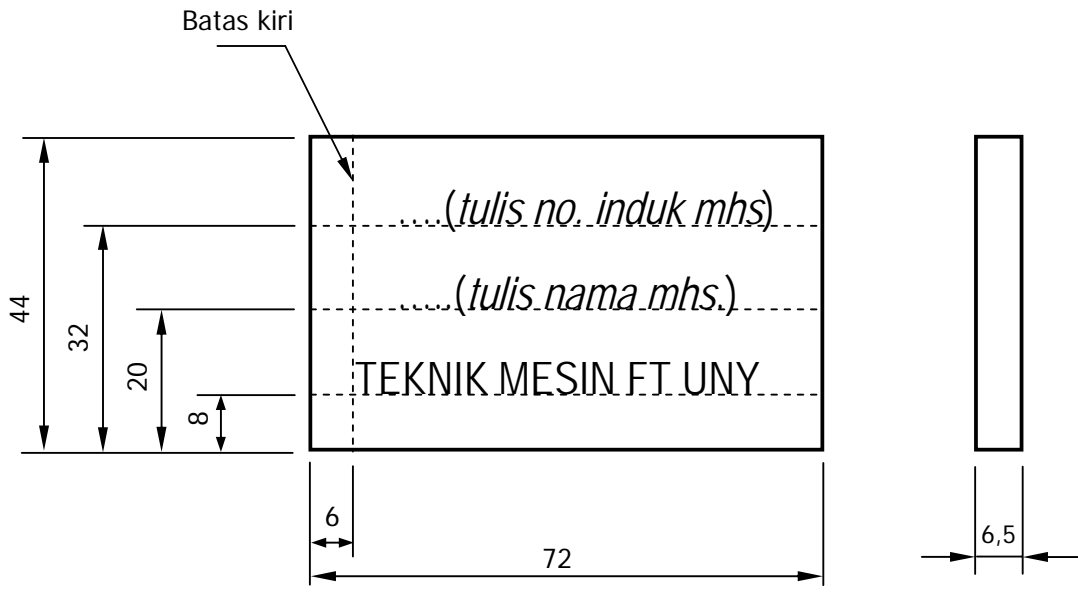 Batas kiri
....(tulis no. induk mhs)
.....(tulis nama mhs.)
TEKNIK MESIN FT UNY
44
32
20
8
6
72
6,5